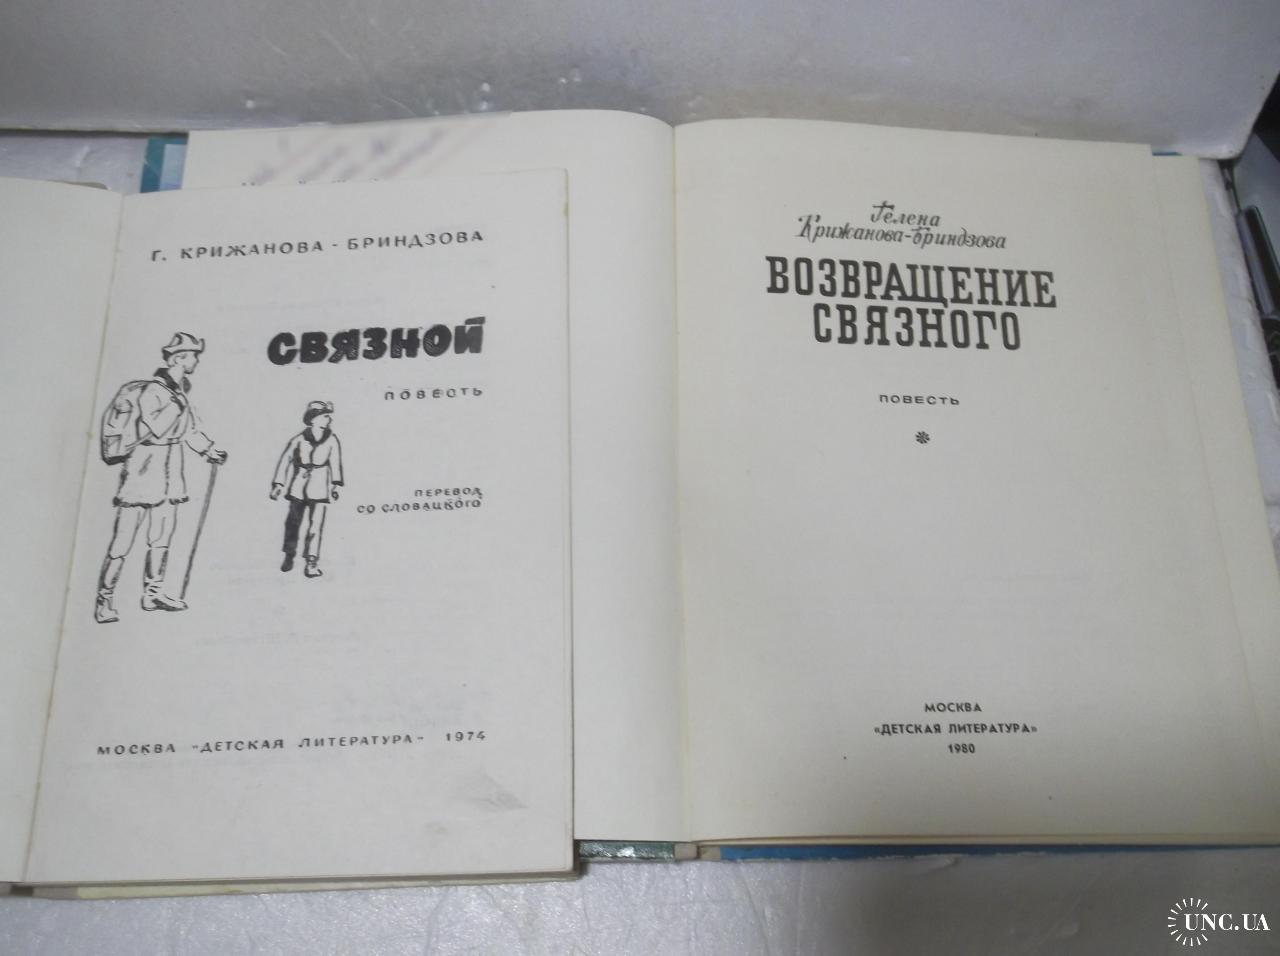 Г. КРИЖАНОВА - БРИНДЗОВА
СВЯЗНОЙ
ПОВЕСТЬ
ПЕРЕВОД
СО СЛОВАЦКОГО
МОСКВА "ДЕТСКАЯ ЛИТЕРАТУРА" 1974
Гелена
Крижанова-Бриндзова
ВОЗВРАЩЕНИЕ
СВЯЗНОГО
ПОВЕСТЬ
МОСКВА
«ДЕТСКАЯ ЛИТЕРАТУРА»
1980
UNC.UA